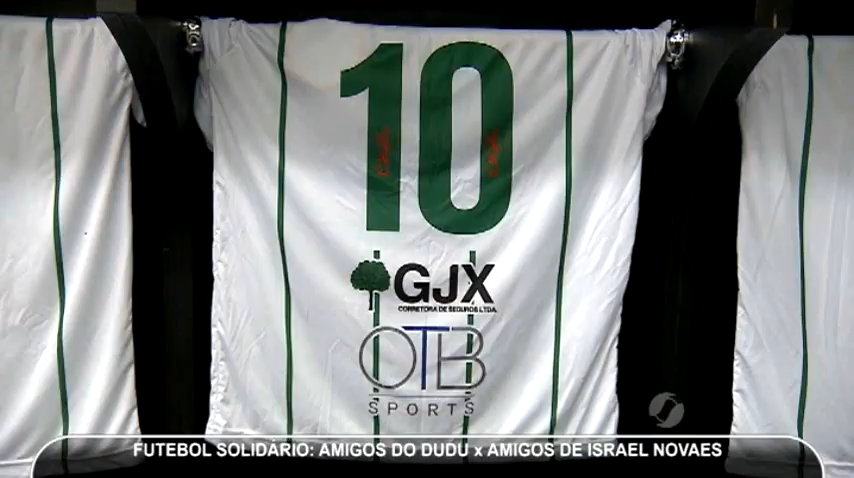 10
GJX
CORRETORA DE SEGUROS LTDA.
OTB
SPORTS
FUTEBOL SOLIDÁRIO: AMIGOS DO DUDU x AMIGOS DE ISRAEL NOVAES